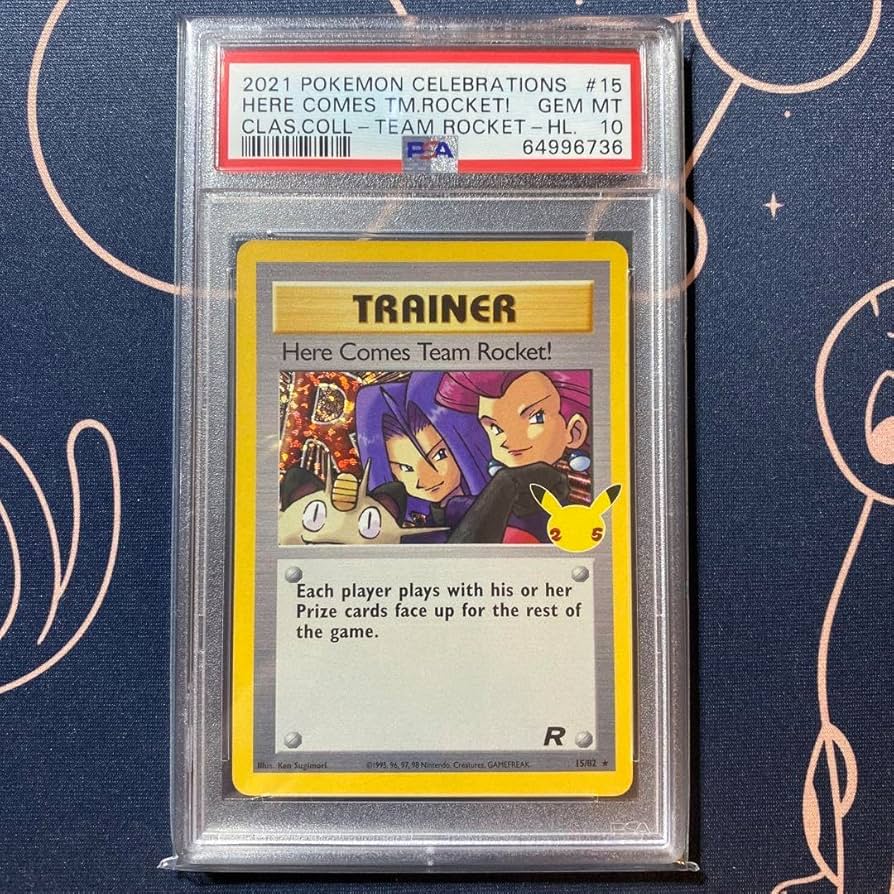 2021 POKEMON CELEBRATIONS #15
HERE COMES TM.ROCKET! GEM MT
CLAS.COLL-TEAM ROCKET-HL. 10
PSA 64996736
TRAINER
Here Comes Team Rocket!
25
Each player plays with his or her
Prize cards face up for the rest of
the game.
R
Illus. Ken Sugimori ©1995, 96, 97, 98 Nintendo, Creatures, GAMEFREAK. 15/82 ★
PSA